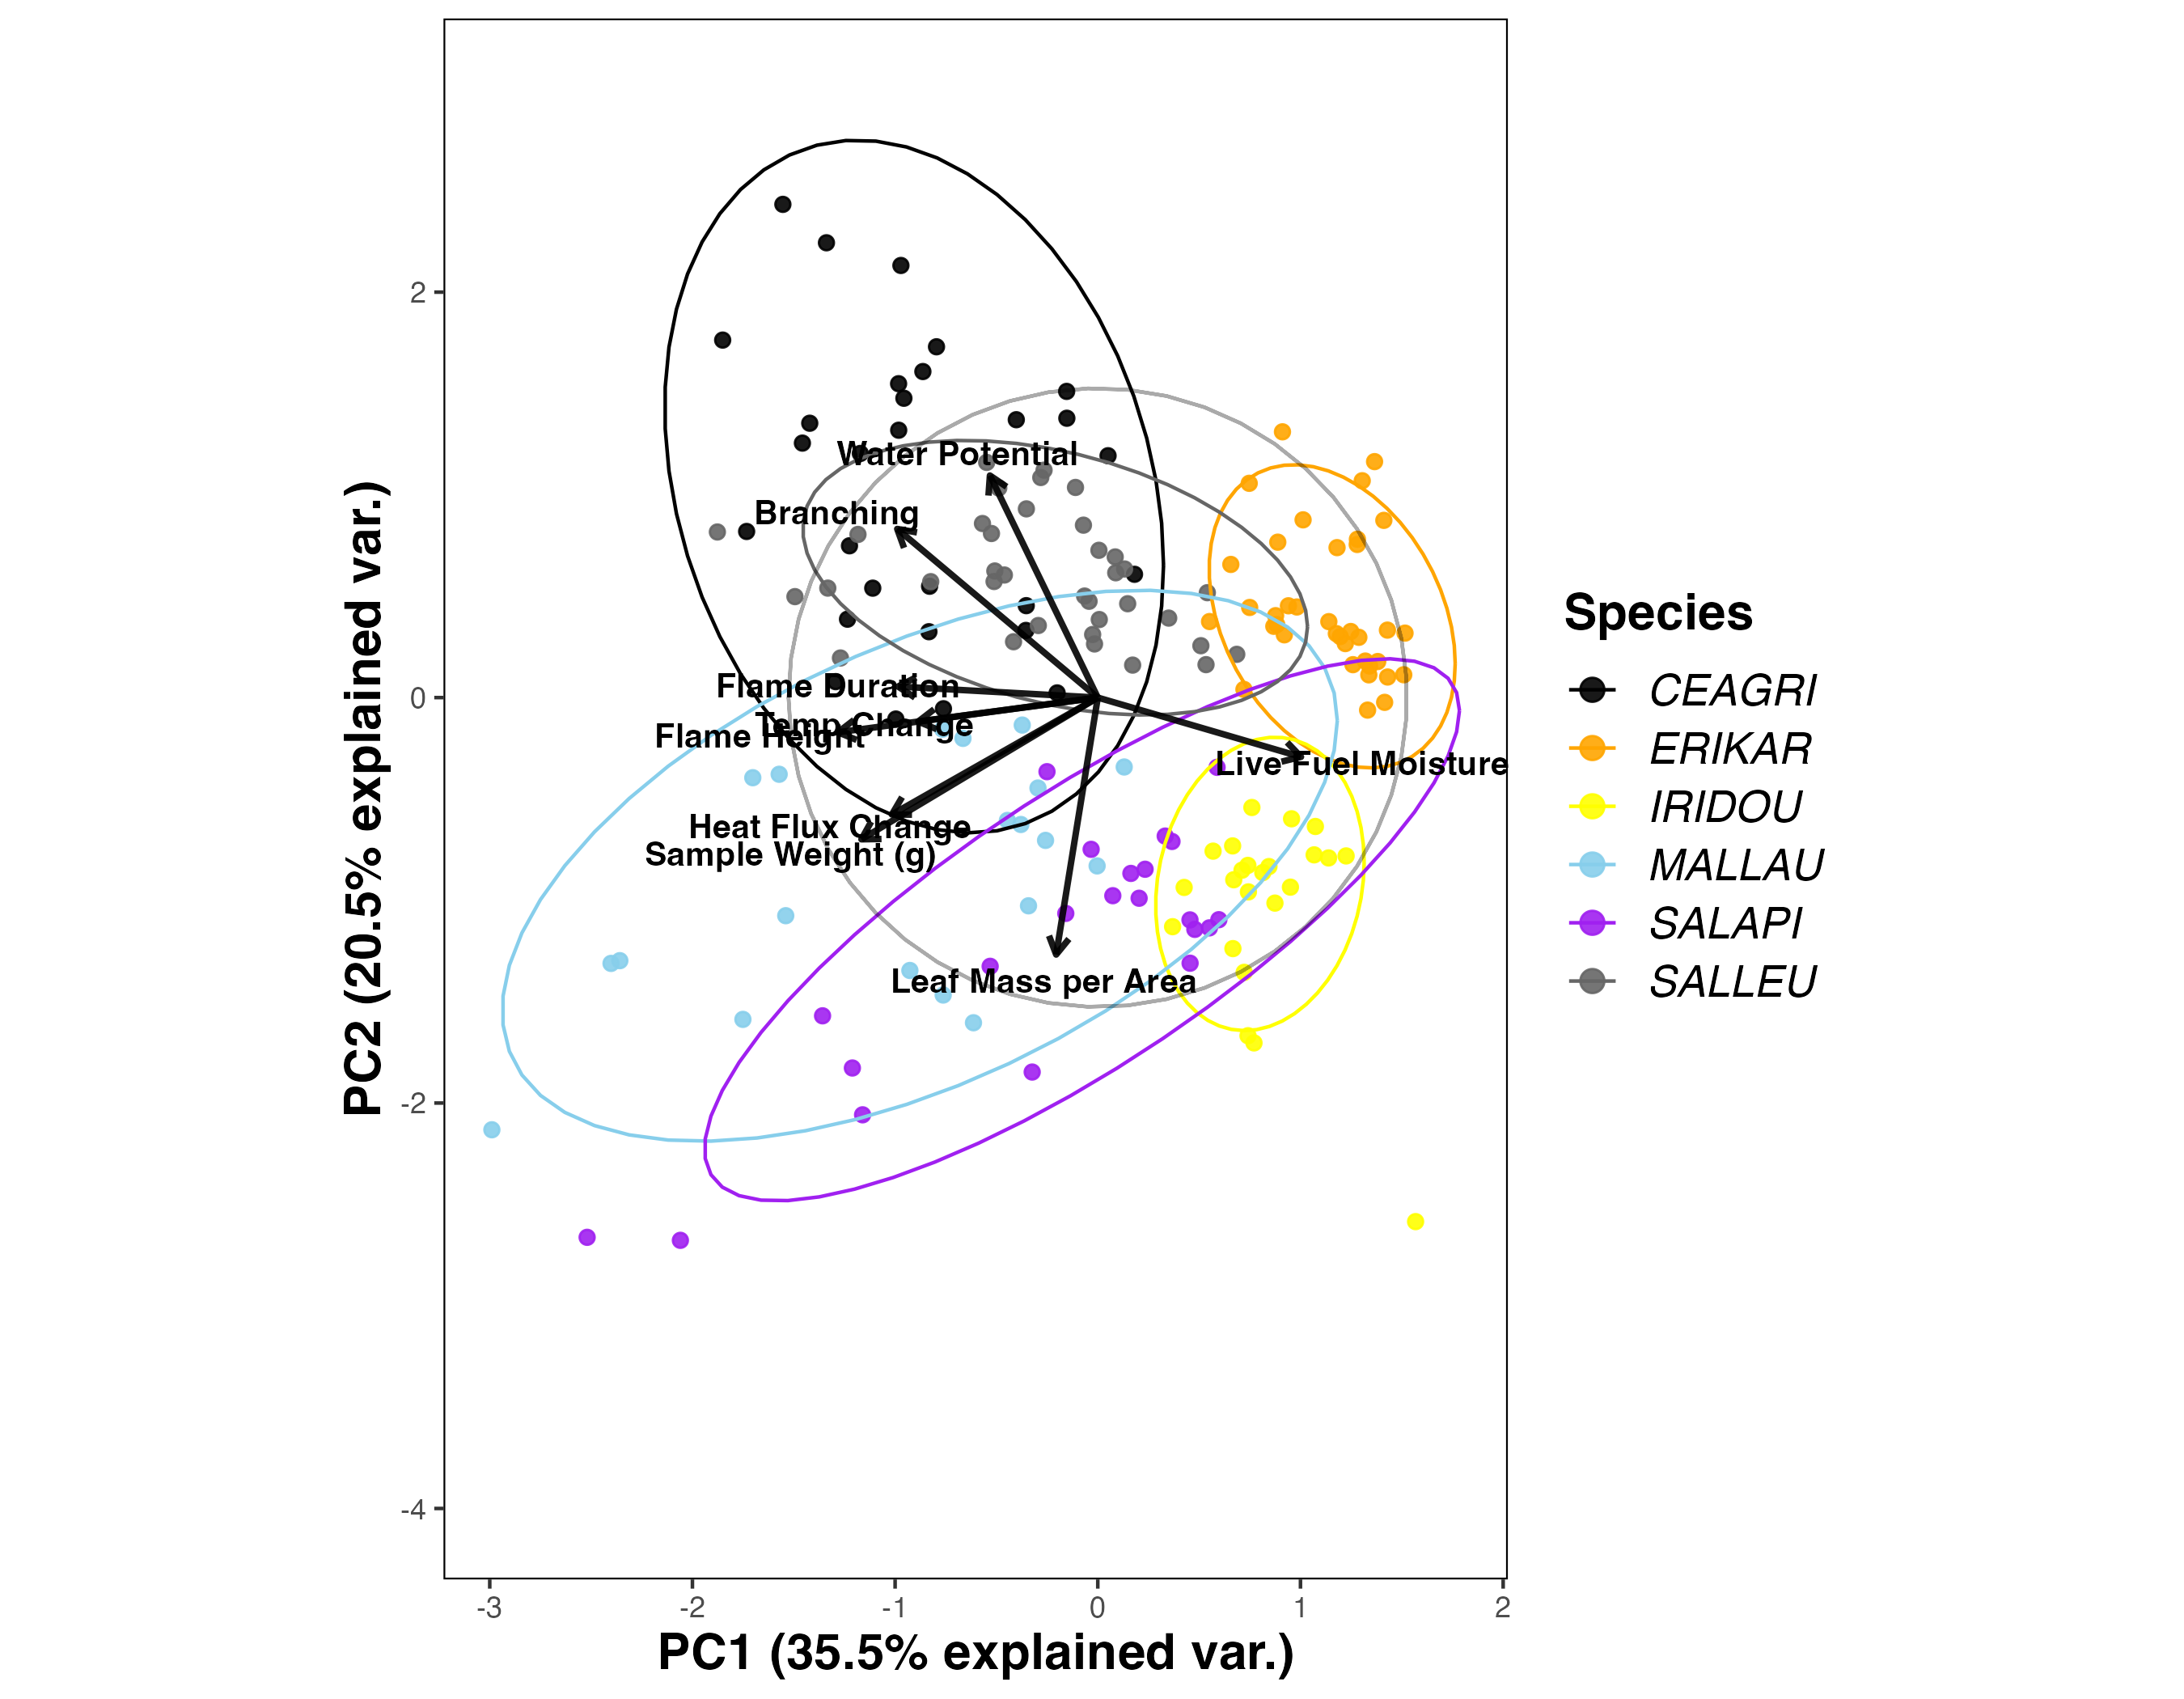 2
0
-2
-4
PC2 (20.5% explained var.)
Water Potential
Branching
Flame Duration
Temp Change
Flame Height
Live Fuel Moisture
Heat Flux Change
Sample Weight (g)
Leaf Mass per Area
-3
-2
-1
0
1
2
PC1 (35.5% explained var.)
Species
CEAGRI
ERIKAR
IRIDOU
MALLAU
SALAPI
SALLEU